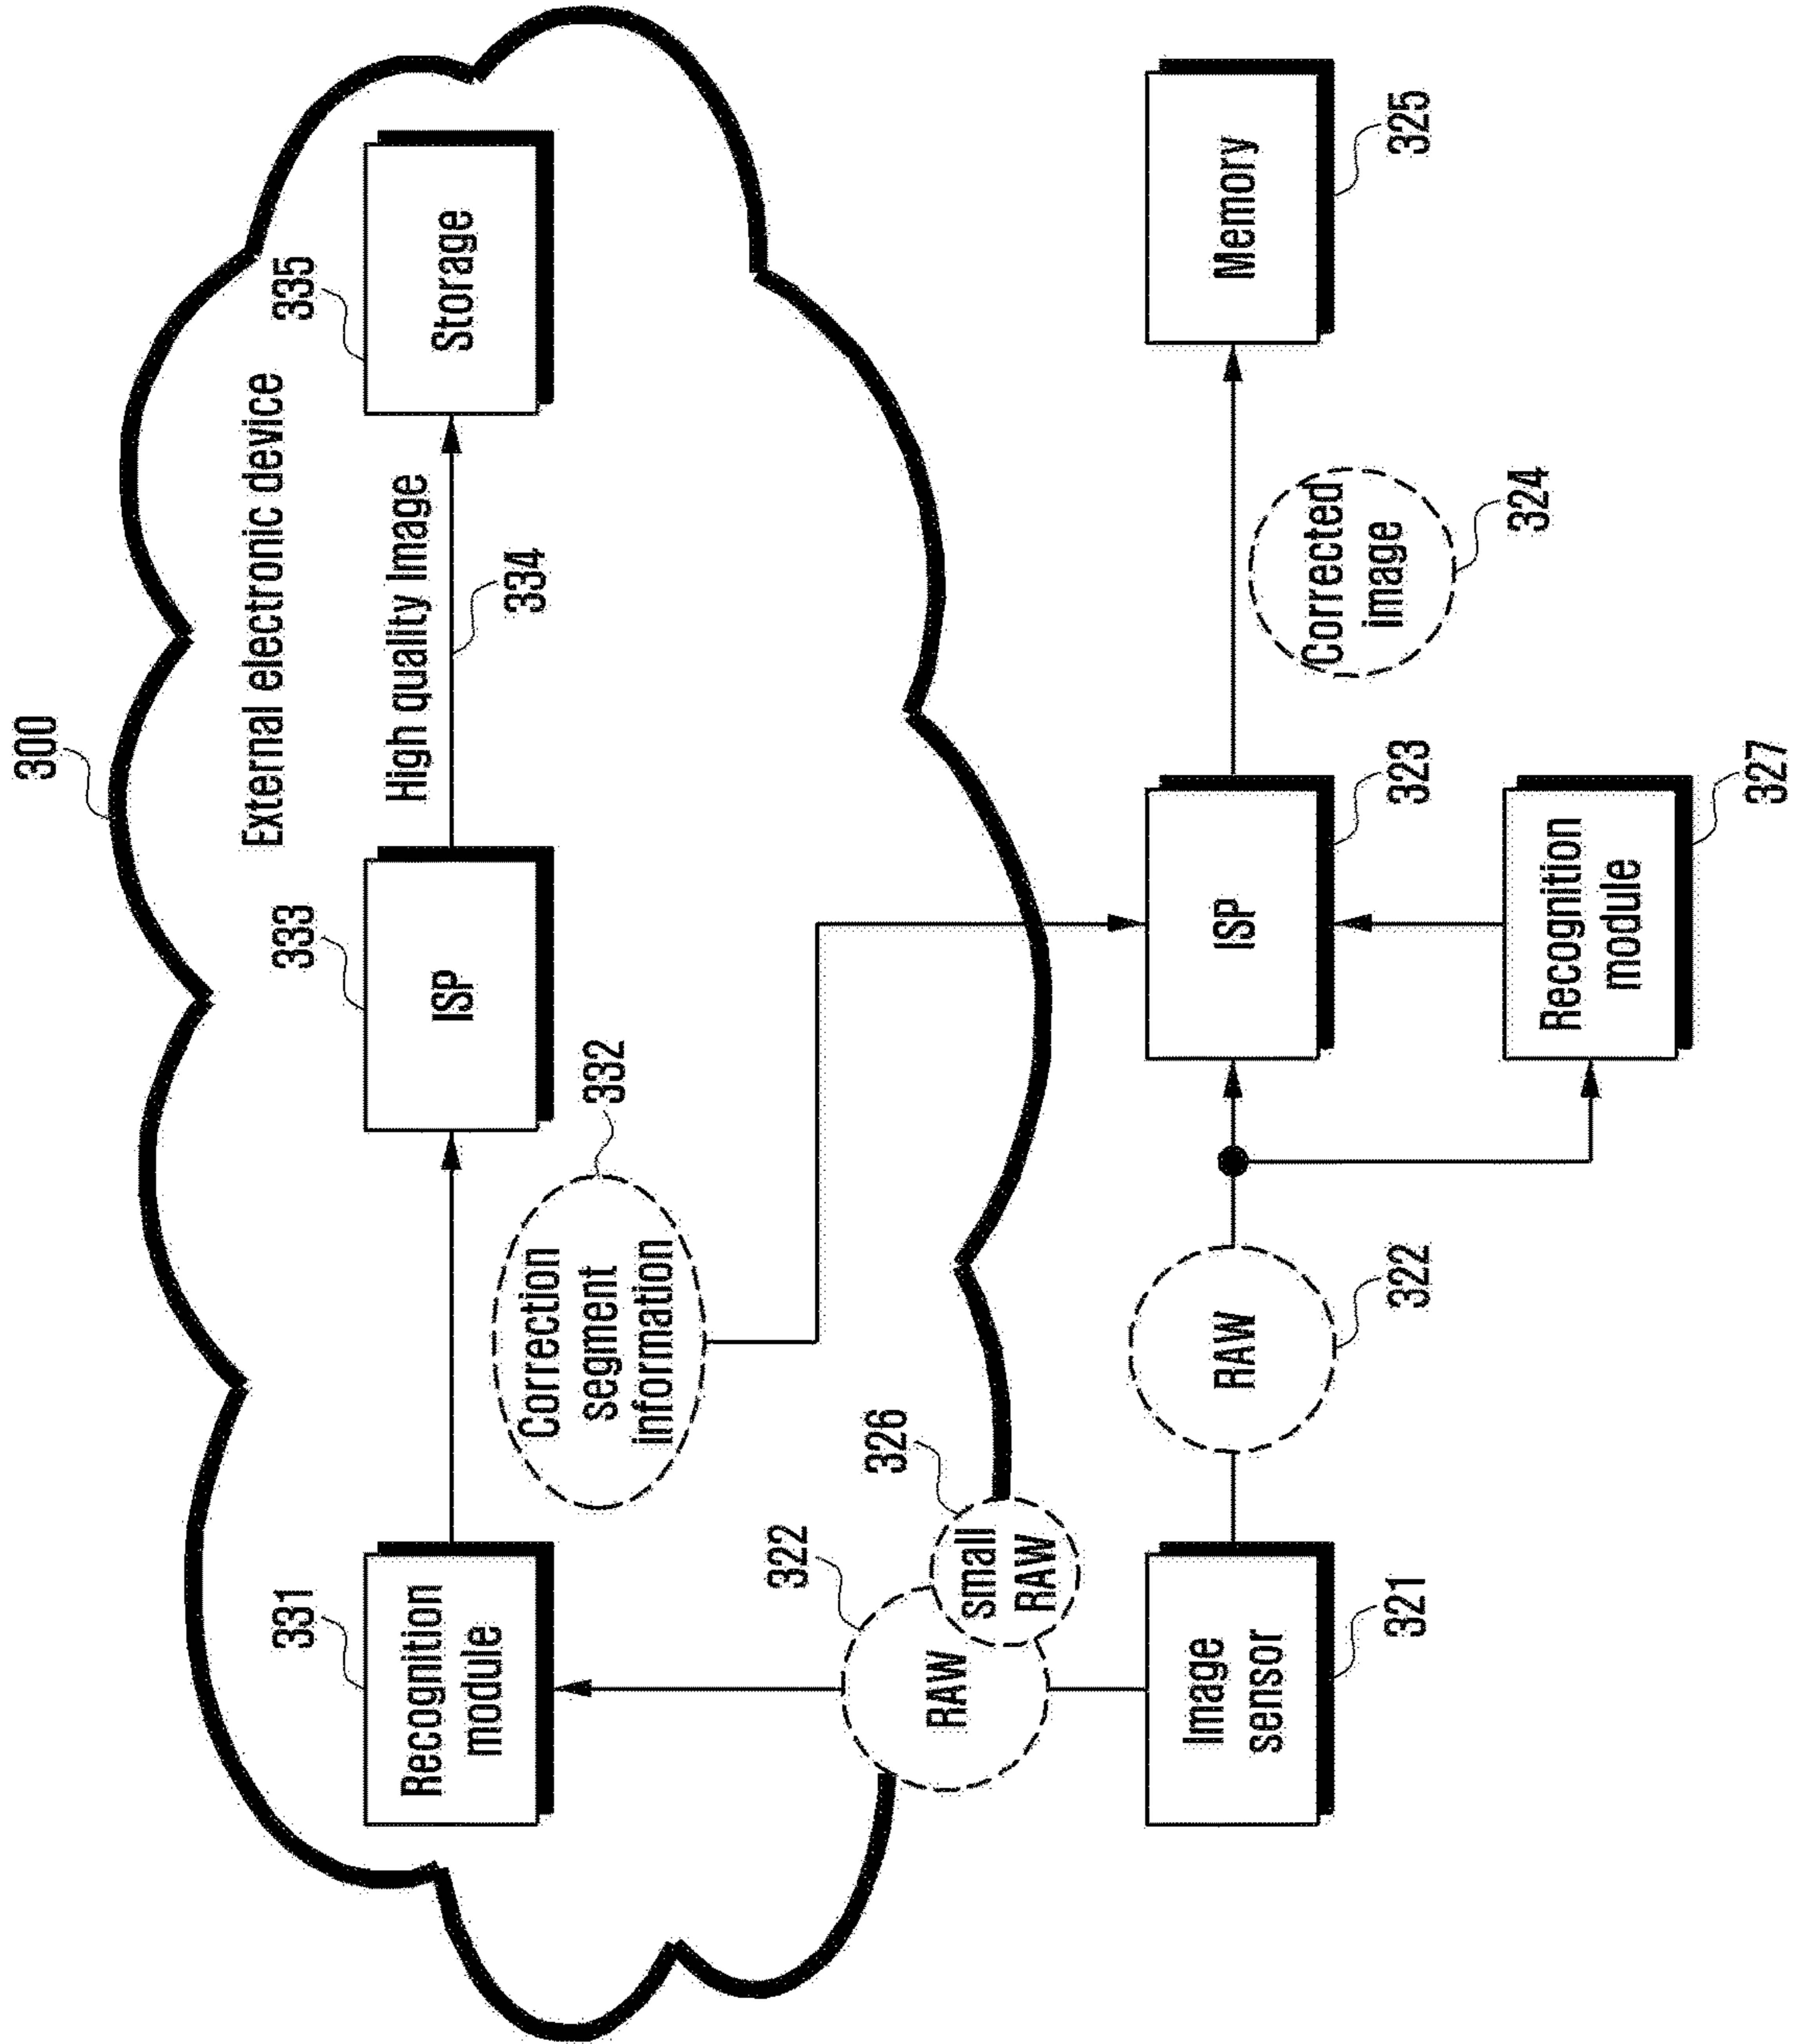 300
External electronic device
331
Recognition
module
333
ISP
High quality Image
334
335
Storage
332
Correction
segment
information
322
RAW
326
small
RAW
Image
sensor
321
RAW
322
ISP
323
Corrected
image
324
Memory
325
Recognition
module
327